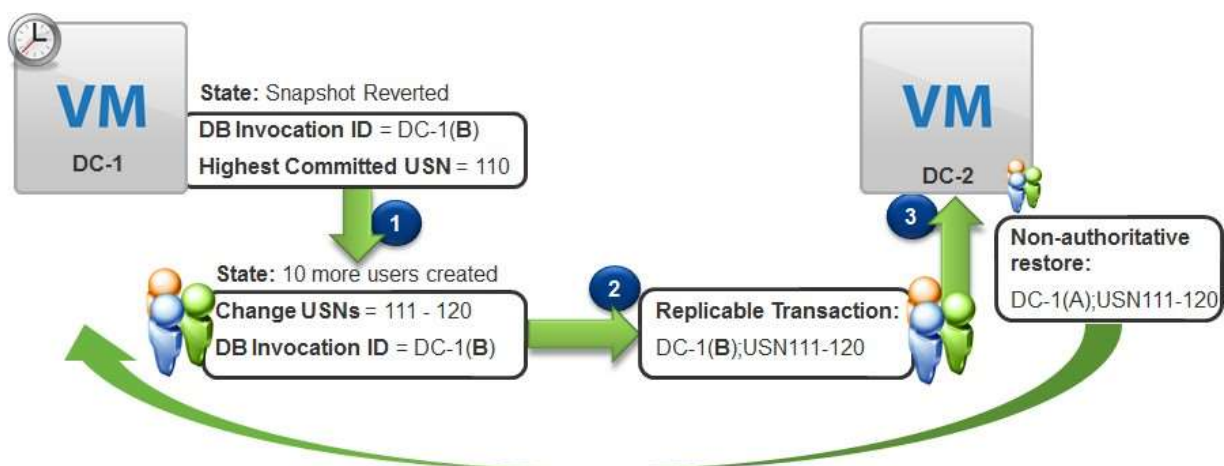 VM
DC-1
State: Snapshot Reverted
DB Invocation ID = DC-1(B)
Highest Committed USN = 110
1
State: 10 more users created
Change USNs = 111 - 120
DB Invocation ID = DC-1(B)
2
Replicable Transaction:
DC-1(B);USN111-120
3
VM
DC-2
Non-authoritative
restore:
DC-1(A);USN111-120